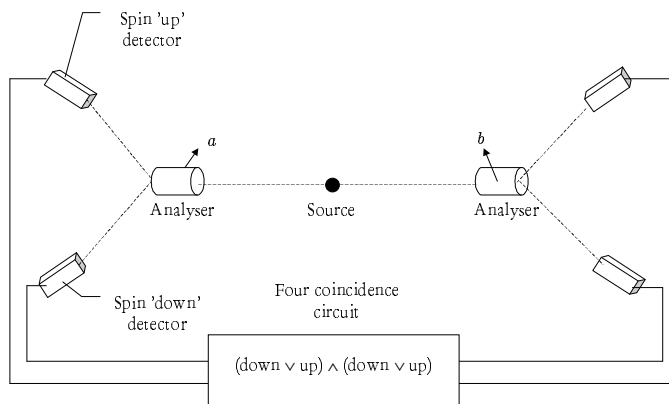 Spin 'up'
detector
a
b
Analyser
Source
Analyser
Spin 'down'
detector
Four coincidence
circuit
(down ∨ up) ∧ (down ∨ up)